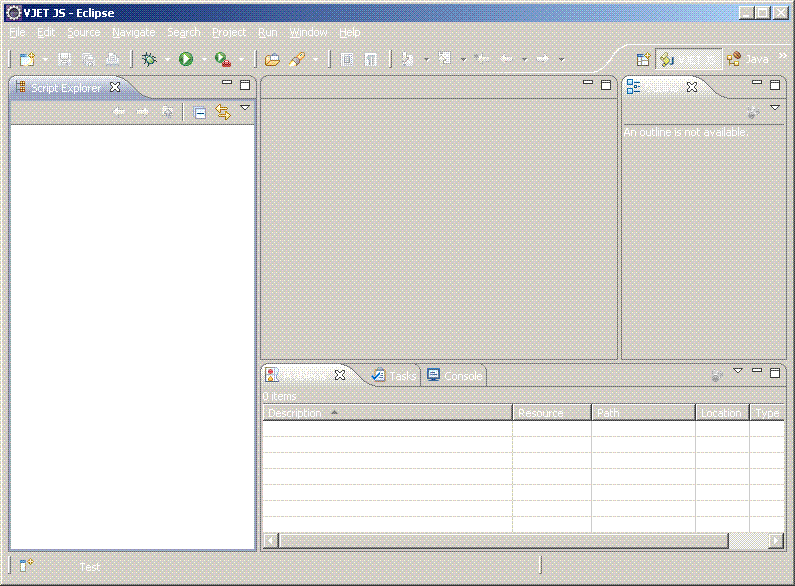 VJET JS - Eclipse
File Edit Source Navigate Search Project Run Window Help
VJET JS Java
Script Explorer
An outline is not available.
Tasks Console
0 items
Description Resource Path Location Type
Test